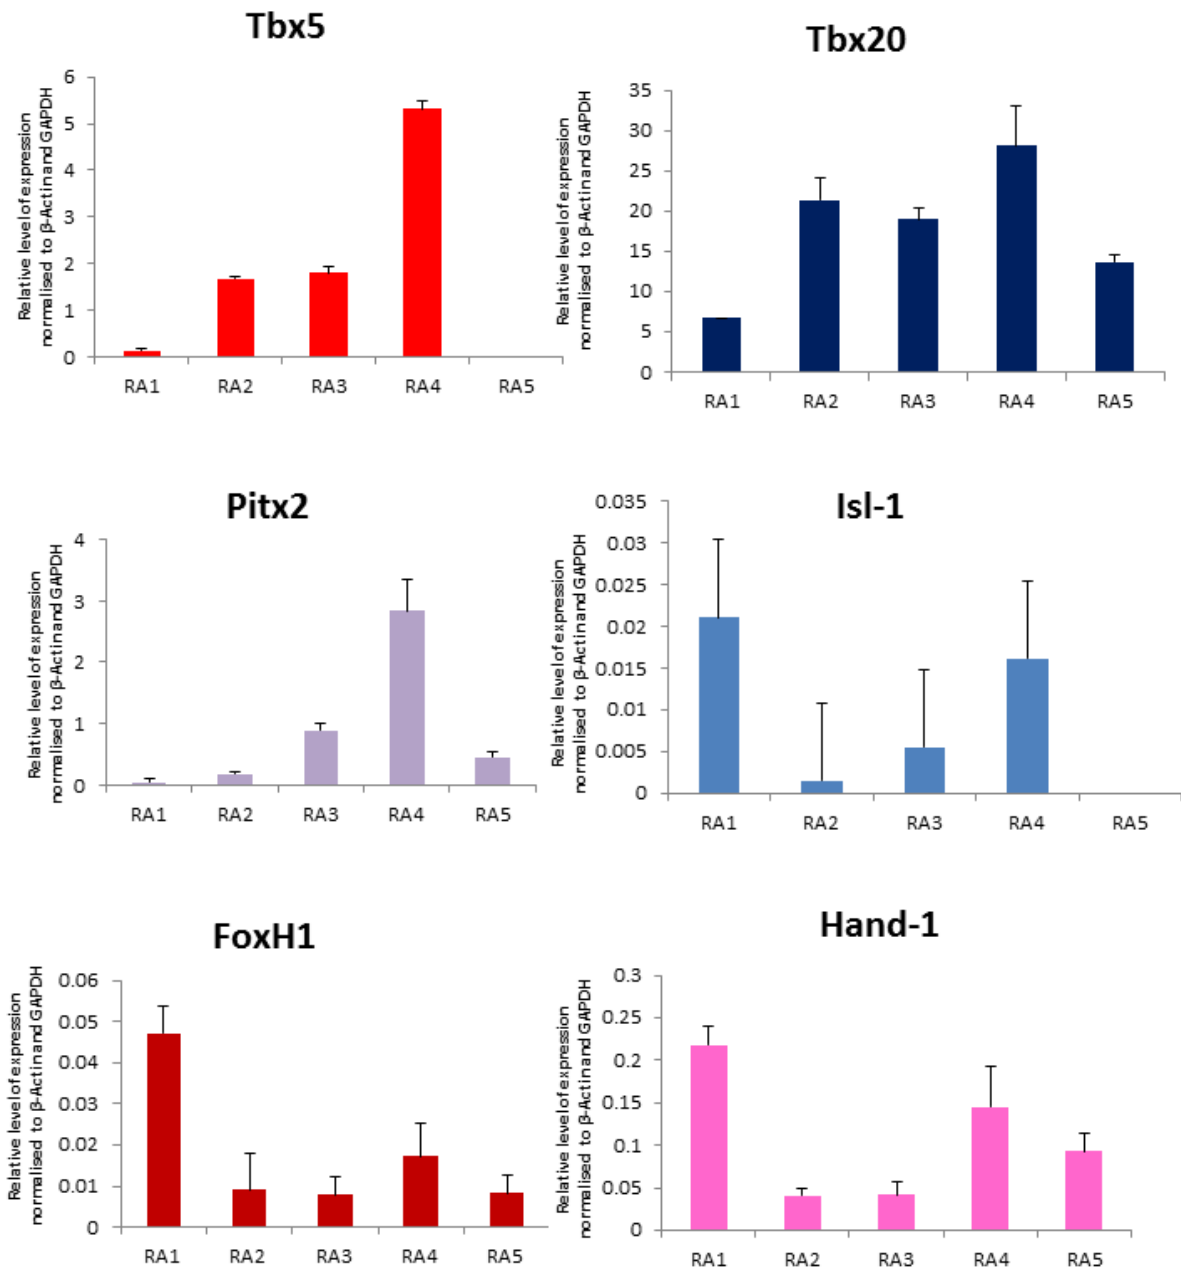 Tbx5
Relative level of expression
normalised to β-Actin and GAPDH
6
5
4
3
2
1
0
RA1 RA2 RA3 RA4 RA5
Tbx20
Relative level of expression
normalised to β-Actin and GAPDH
35
30
25
20
15
10
5
0
RA1 RA2 RA3 RA4 RA5
Pitx2
Relative level of expression
normalised to β-Actin and GAPDH
4
3
2
1
0
RA1 RA2 RA3 RA4 RA5
Isl-1
Relative level of expression
normalised to β-Actin and GAPDH
0.035
0.03
0.025
0.02
0.015
0.01
0.005
0
RA1 RA2 RA3 RA4 RA5
FoxH1
Relative level of expression
normalised to β-Actin and GAPDH
0.06
0.05
0.04
0.03
0.02
0.01
0
RA1 RA2 RA3 RA4 RA5
Hand-1
Relative level of expression
normalised to β-Actin and GAPDH
0.3
0.25
0.2
0.15
0.1
0.05
0
RA1 RA2 RA3 RA4 RA5